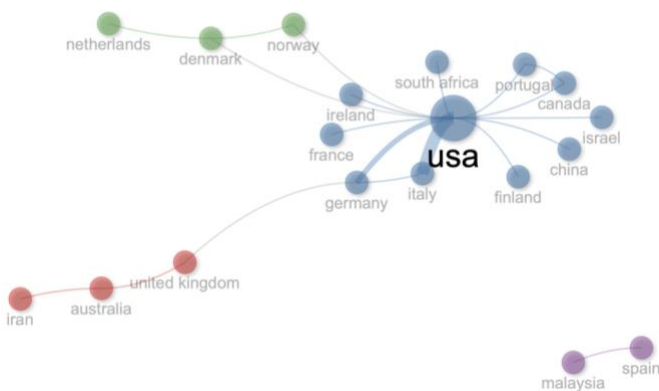 netherlands
denmark
norway
south africa
portugal
canada
ireland
israel
france
usa
china
germany
italy
finland
united kingdom
australia
iran
spain
malaysia